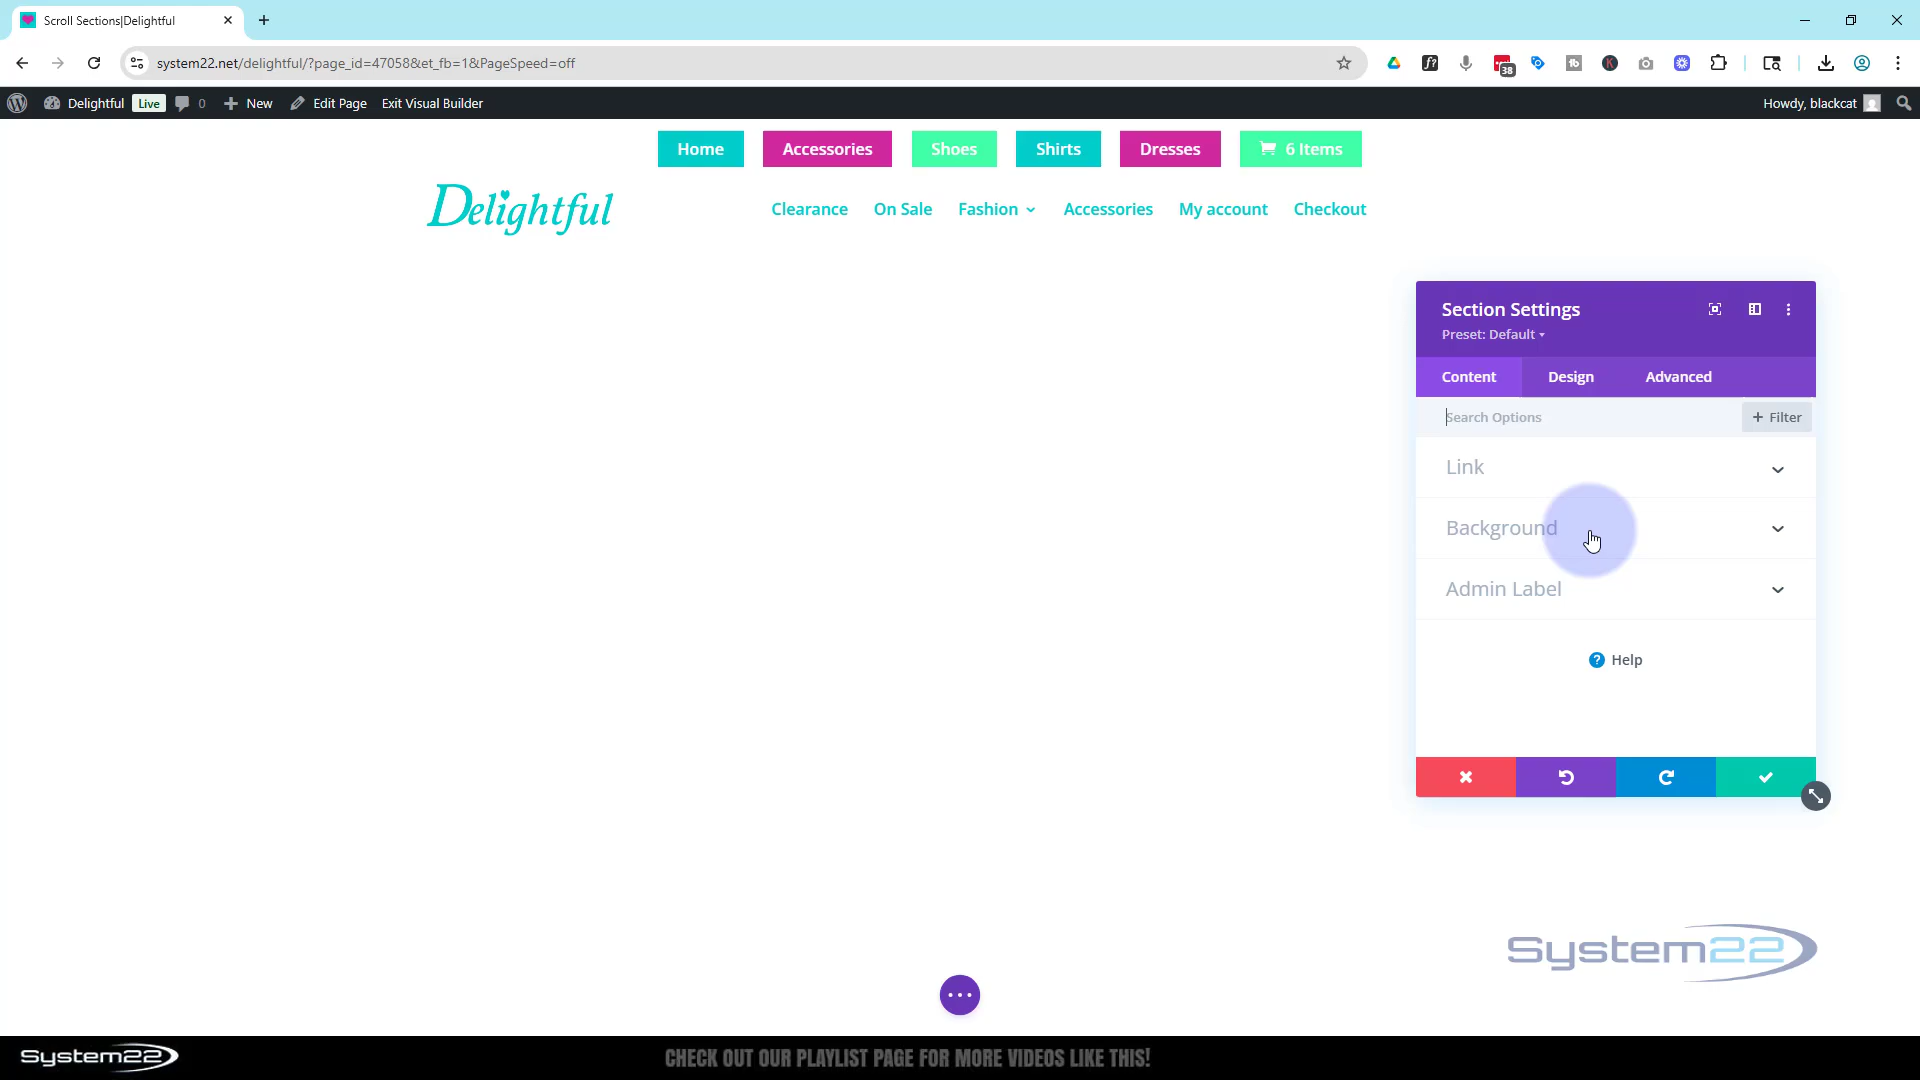 Scroll Sections|Delightful
system22.net/delightful/?page_id=47058&et_fb=1&PageSpeed=off
38
Delightful Live 0 New Edit Page Exit Visual Builder Howdy, blackcat
Home Accessories Shoes Shirts Dresses 6 Items
Delightful
Clearance On Sale Fashion Accessories My account Checkout
Section Settings
Preset: Default
Content Design Advanced
Search Options + Filter
Link
Background
Admin Label
? Help
System22
System22 CHECK OUT OUR PLAYLIST PAGE FOR MORE VIDEOS LIKE THIS!